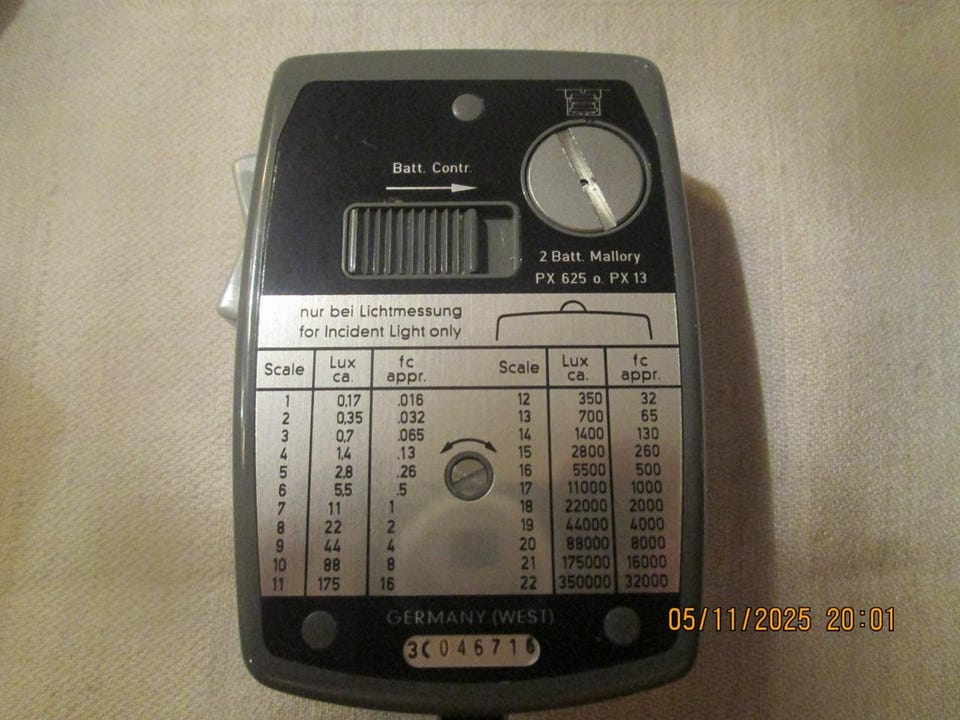 Batt. Contr.
2 Batt. Mallory
PX 625 o. PX 13
nur bei Lichtmessung
for Incident Light only
Scale Lux ca. fc appr. Scale Lux ca. fc appr.
1 0,17 .016 12 350 32
2 0,35 .032 13 700 65
3 0,7 .065 14 1400 130
4 1,4 .13 15 2800 260
5 2,8 .26 16 5500 500
6 5,5 .5 17 11000 1000
7 11 1 18 22000 2000
8 22 2 19 44000 4000
9 44 4 20 88000 8000
10 88 8 21 175000 16000
11 175 16 22 350000 32000
GERMANY (WEST)
3C 046716
05/11/2025 20:01